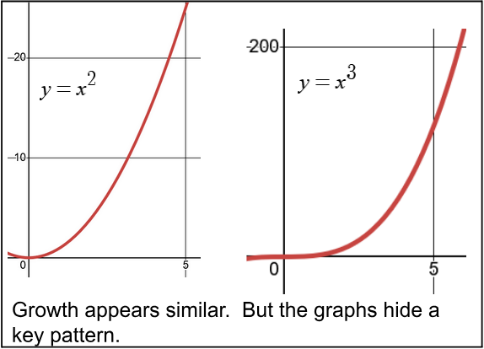 20
y = x²
10
0
5
200
y = x³
0
5
Growth appears similar. But the graphs hide a
key pattern.